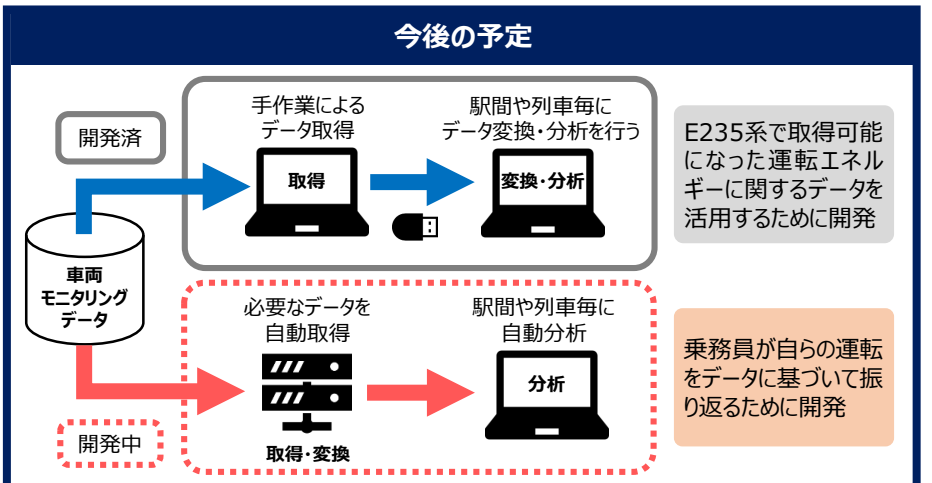 今後の予定
開発済
手作業による
データ取得
取得
駅間や列車毎に
データ変換・分析を行う
変換・分析
E235系で取得可能
になった運転エネル
ギーに関するデータを
活用するために開発
車両
モニタリング
データ
必要なデータを
自動取得
取得・変換
駅間や列車毎に
自動分析
分析
乗務員が自らの運転
をデータに基づいて振
り返るために開発
開発中